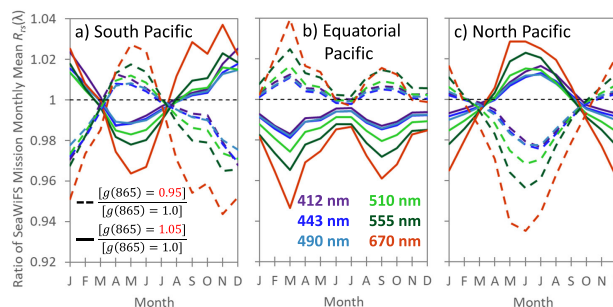 Ratio of SeaWiFS Mission Monthly Mean Rrs(λ)
1.04
1.02
1
0.98
0.96
0.94
0.92
a) South Pacific
[g(865) = 0.95]
[g(865) = 1.0]
[g(865) = 1.05]
[g(865) = 1.0]
J F M A M J J A S O N D
Month
b) Equatorial
Pacific
412 nm 510 nm
443 nm 555 nm
490 nm 670 nm
J F M A M J J A S O N D
Month
c) North Pacific
J F M A M J J A S O N D
Month